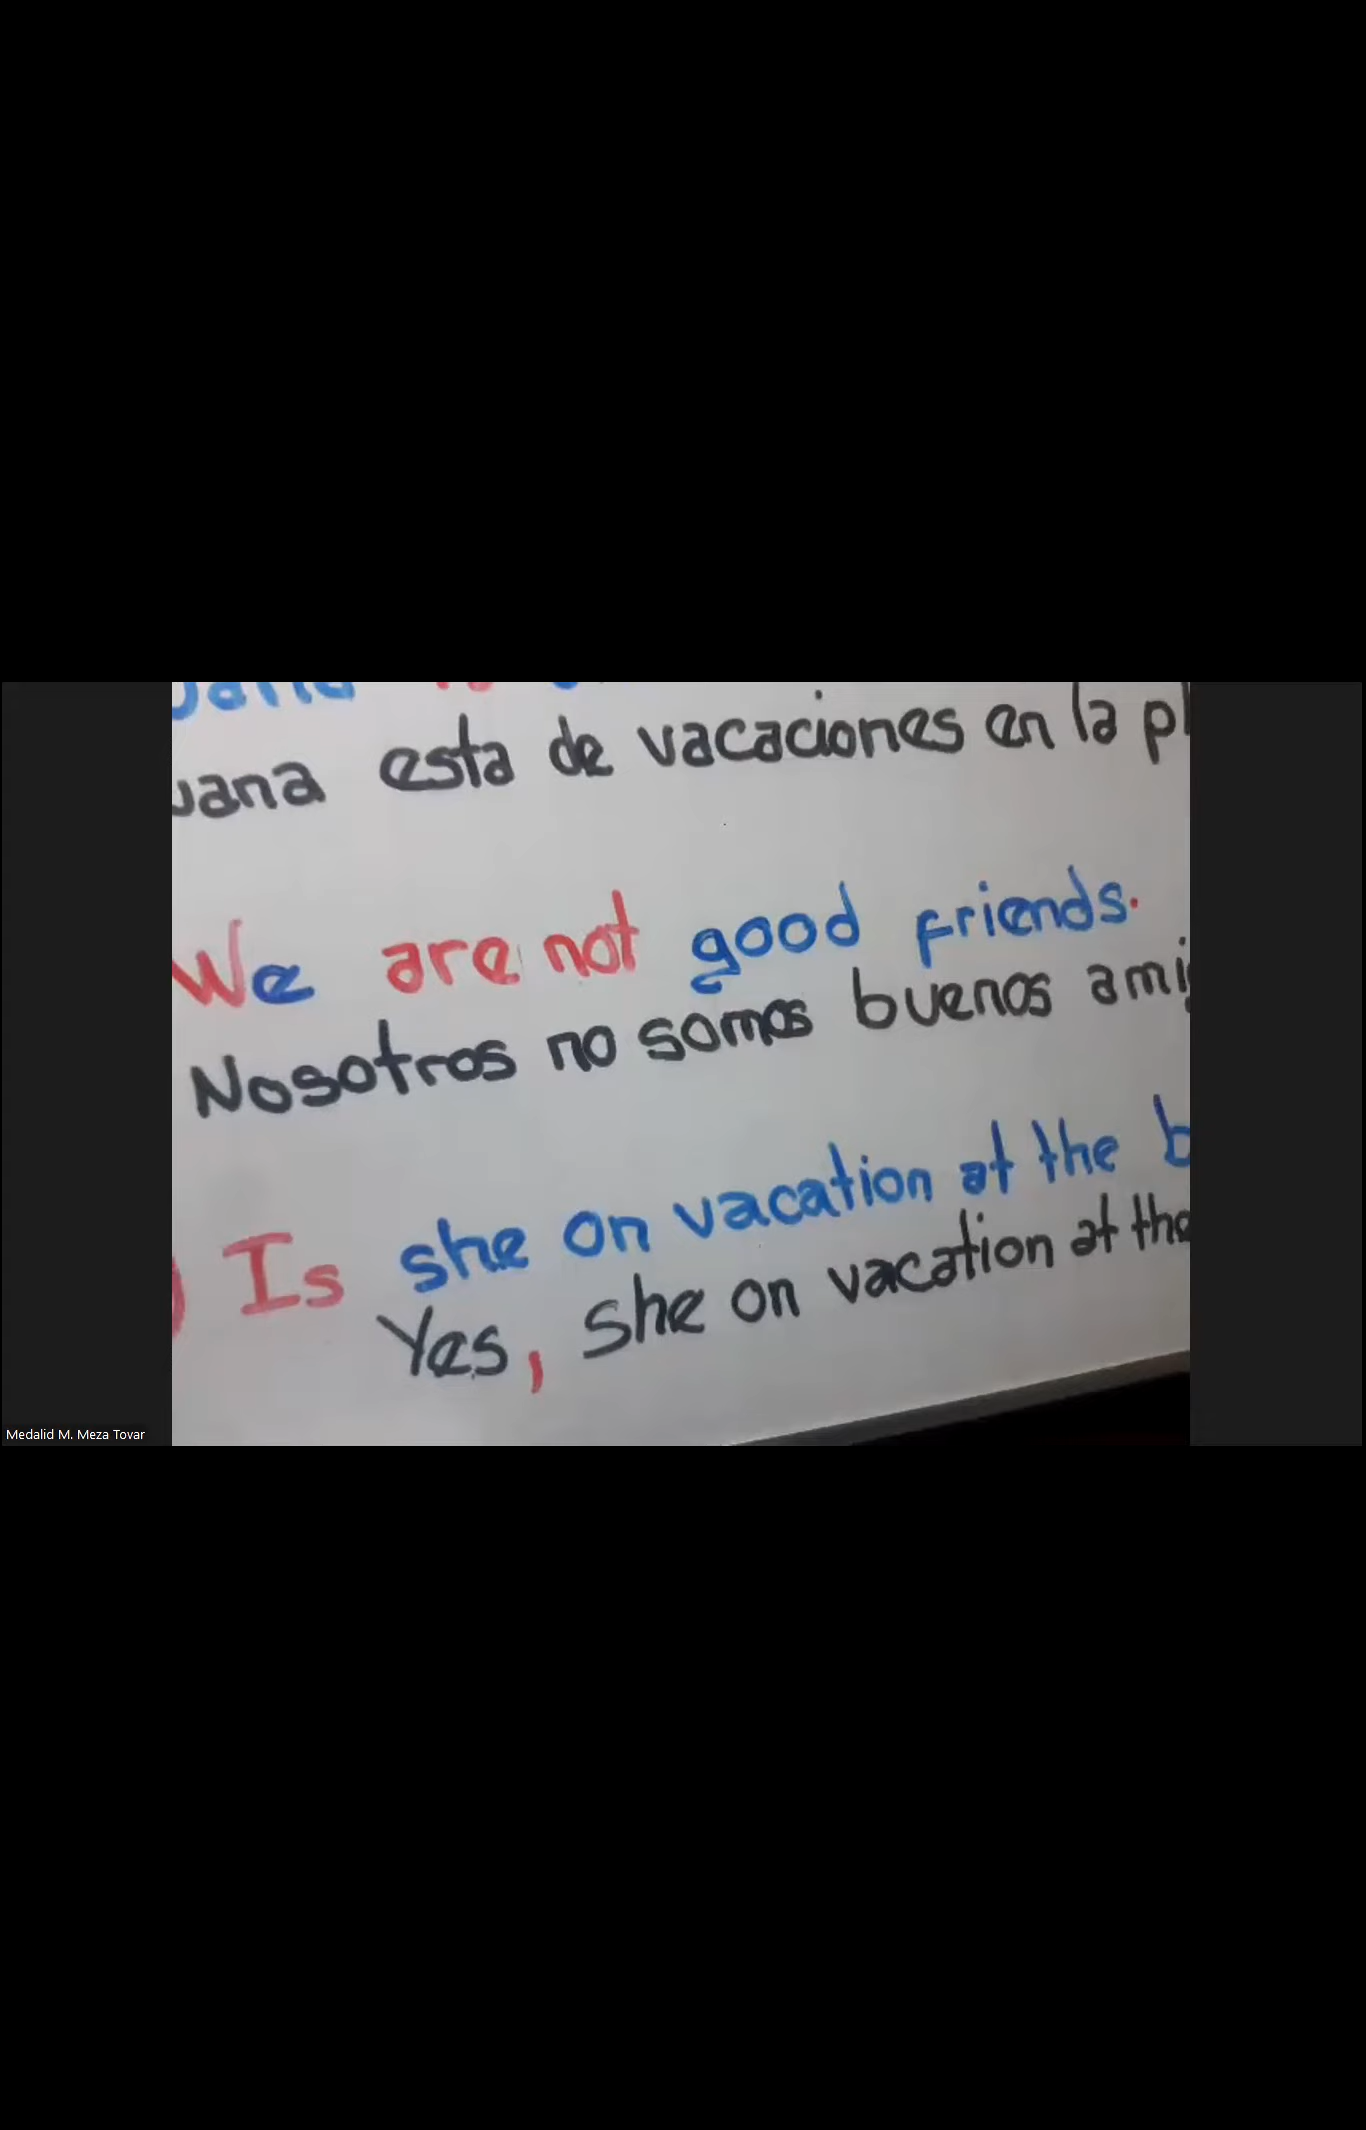 esta de vacaciones en la
We are not good friends.
Nosotros no somos buenos
Is she on vacation at the
Yes, she on vacation at the
Medalid M. Meza Tovar